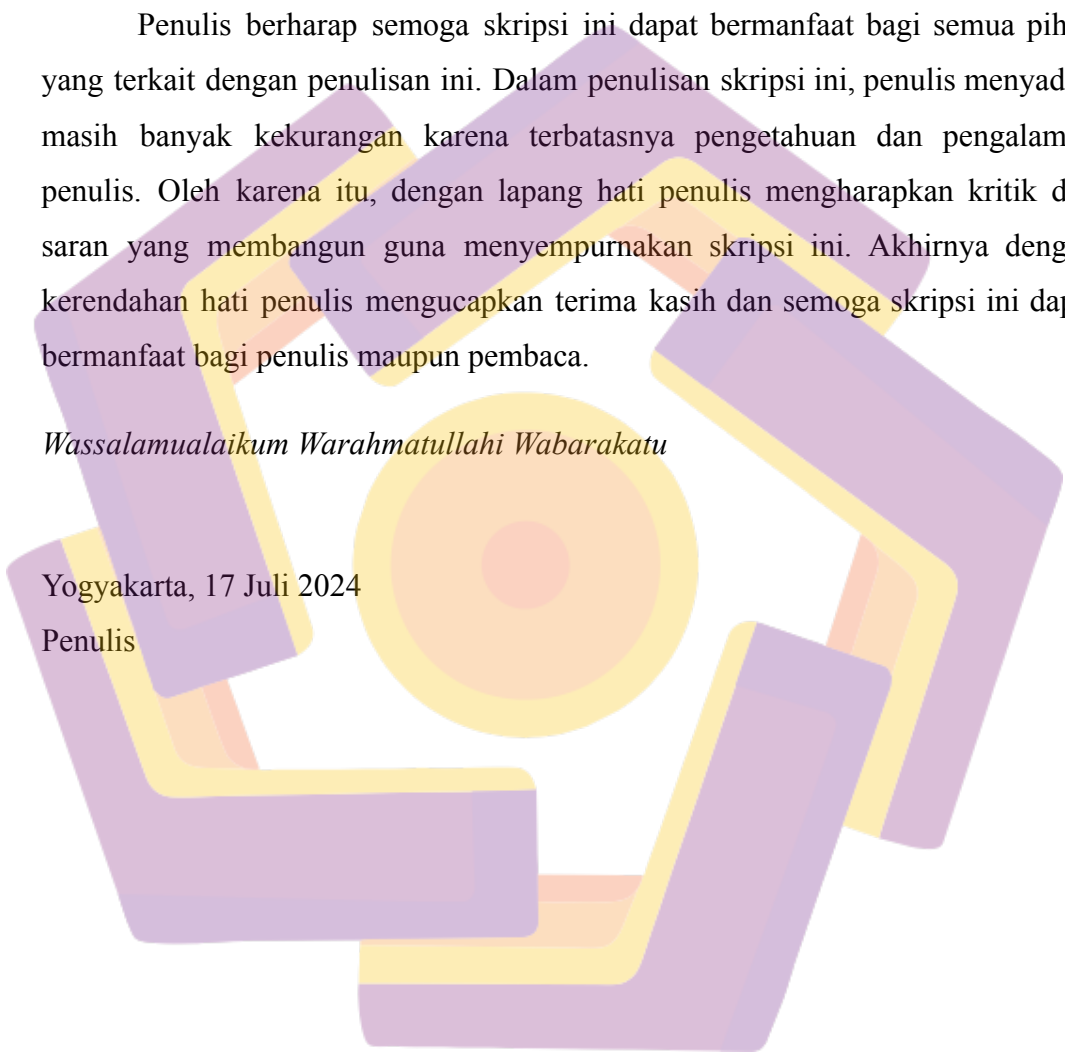 Penulis berharap semoga skripsi ini dapat bermanfaat bagi semua pih
yang terkait dengan penulisan ini. Dalam penulisan skripsi ini, penulis menyad
masih banyak kekurangan karena terbatasnya pengetahuan dan pengalam
penulis. Oleh karena itu, dengan lapang hati penulis mengharapkan kritik d
saran yang membangun guna menyempurnakan skripsi ini. Akhirnya deng
kerendahan hati penulis mengucapkan terima kasih dan semoga skripsi ini dap
bermanfaat bagi penulis maupun pembaca.
Wassalamualaikum Warahmatullahi Wabarakatu
Yogyakarta, 17 Juli 2024
Penulis